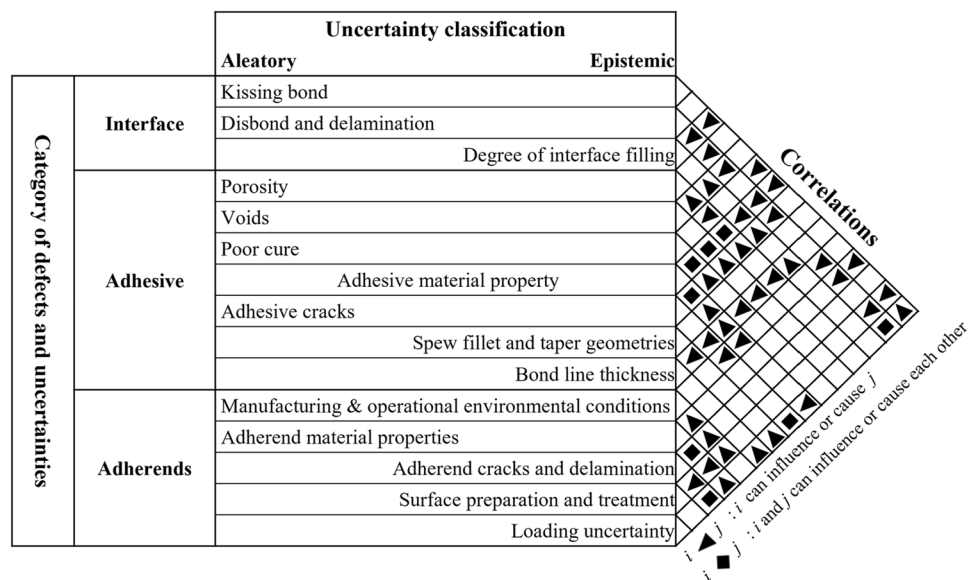 Uncertainty classification
Aleatory Epistemic
Category of defects and uncertainties
Interface
Kissing bond
Disbond and delamination
Degree of interface filling
Adhesive
Porosity
Voids
Poor cure
Adhesive material property
Adhesive cracks
Spew fillet and taper geometries
Bond line thickness
Adherends
Manufacturing & operational environmental conditions
Adherend material properties
Adherend cracks and delamination
Surface preparation and treatment
Loading uncertainty
Correlations
i j : i can influence or cause j
i j : i and j can influence or cause each other